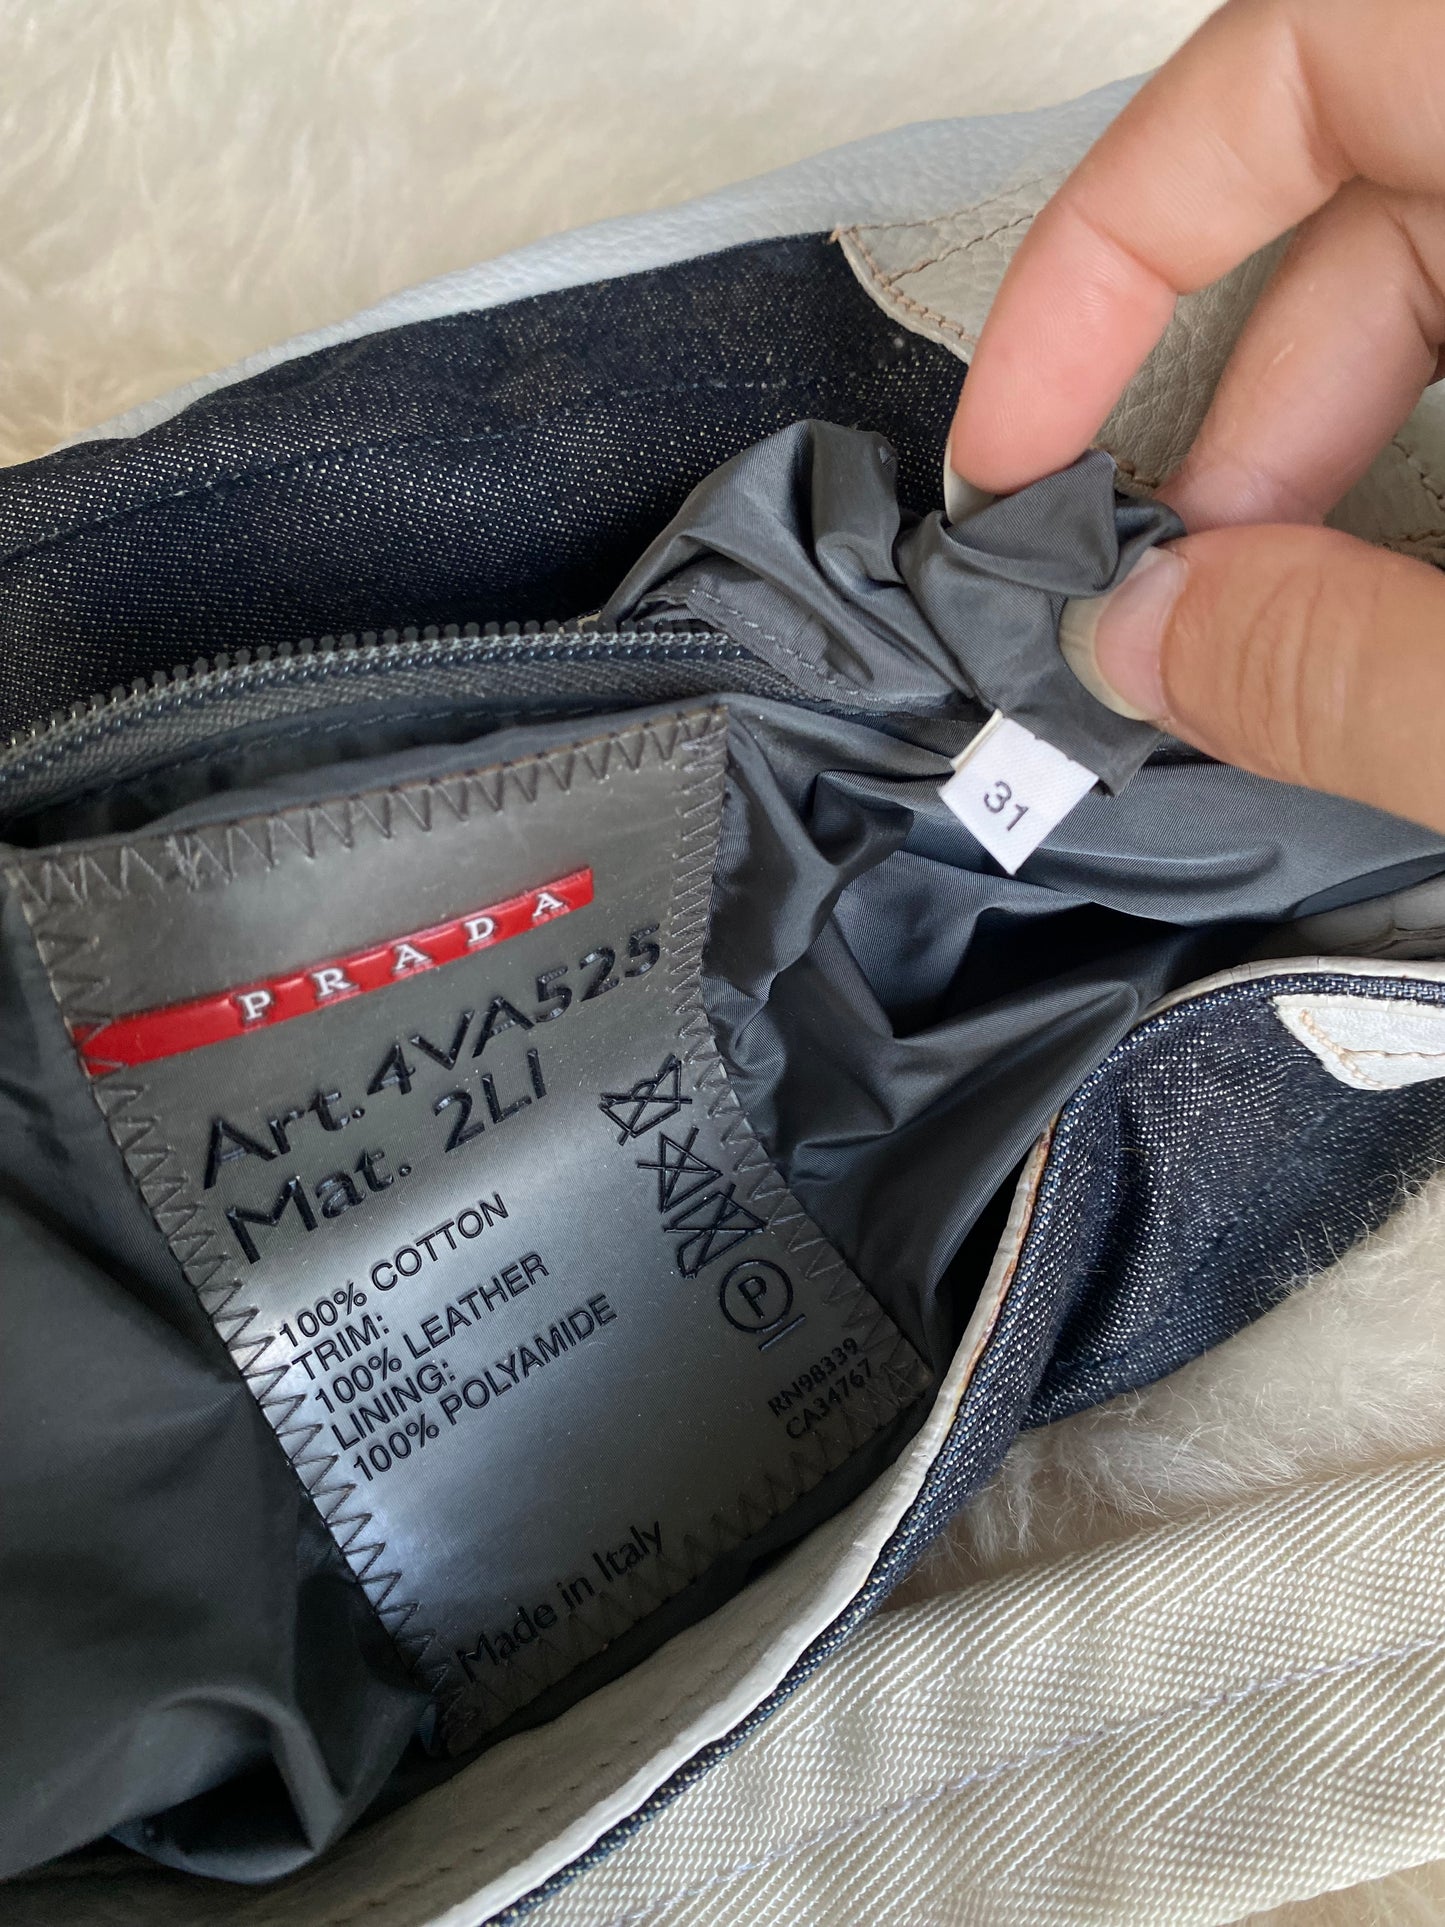 31
PRADA
Art. 4VA525
Mat. 2LI
100% COTTON
TRIM:
100% LEATHER
LINING:
100% POLYAMIDE
P
RN98339
CA34767
Made in Italy